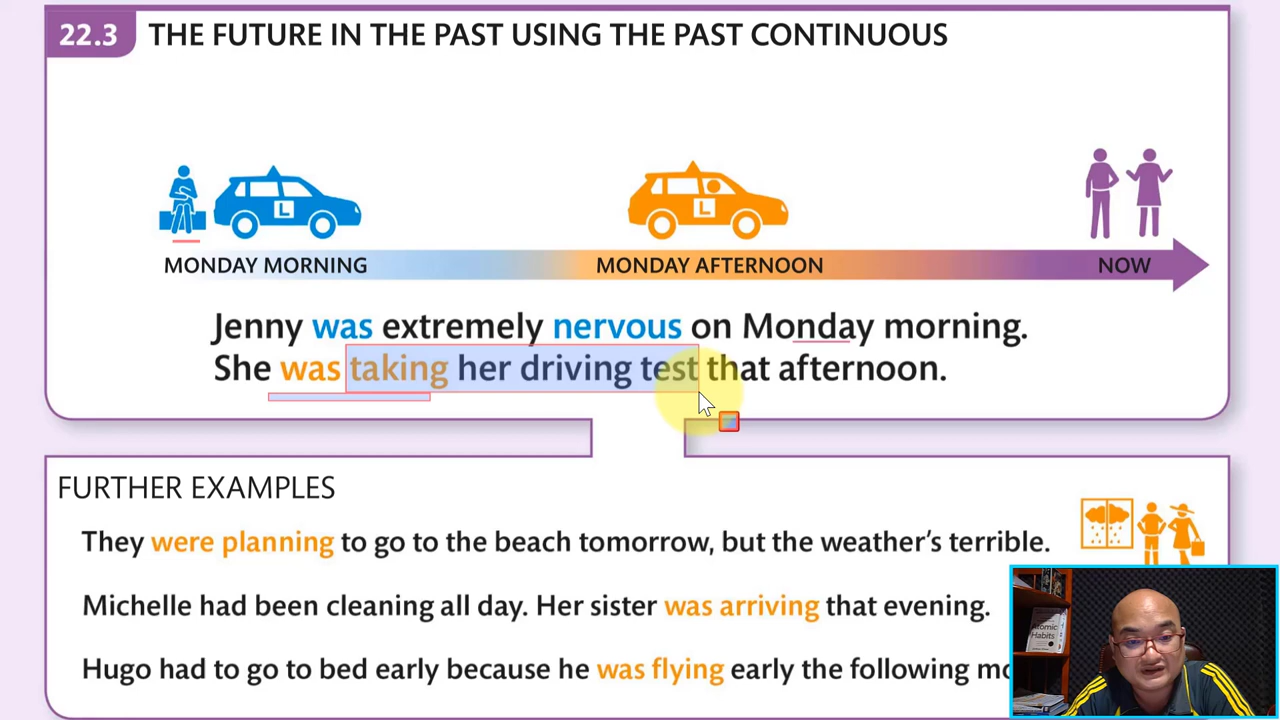 22.3 THE FUTURE IN THE PAST USING THE PAST CONTINUOUS
L
L
MONDAY MORNING MONDAY AFTERNOON NOW
Jenny was extremely nervous on Monday morning.
She was taking her driving test that afternoon.
FURTHER EXAMPLES
They were planning to go to the beach tomorrow, but the weather's terrible.
Michelle had been cleaning all day. Her sister was arriving that evening.
Hugo had to go to bed early because he was flying early the following
Atomic
Habits